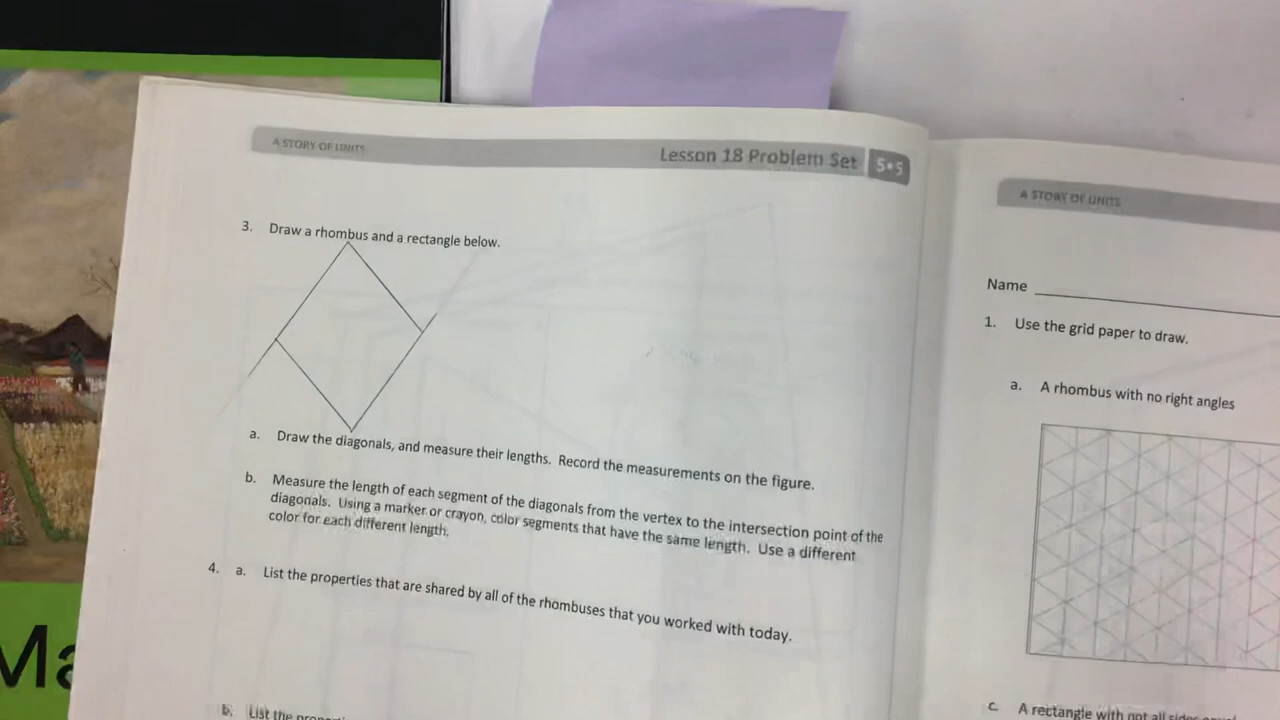 A STORY OF UNITS
Lesson 18 Problem Set 5•5
3. Draw a rhombus and a rectangle below.
a. Draw the diagonals, and measure their lengths. Record the measurements on the figure.
b. Measure the length of each segment of the diagonals from the vertex to the intersection point of the
diagonals. Using a marker or crayon, color segments that have the same length. Use a different
color for each different length.
4. a. List the properties that are shared by all of the rhombuses that you worked with today.
b. List the
A STORY OF UNITS
Name
1. Use the grid paper to draw.
a. A rhombus with no right angles
c. A rectangle with not all sides
Ma